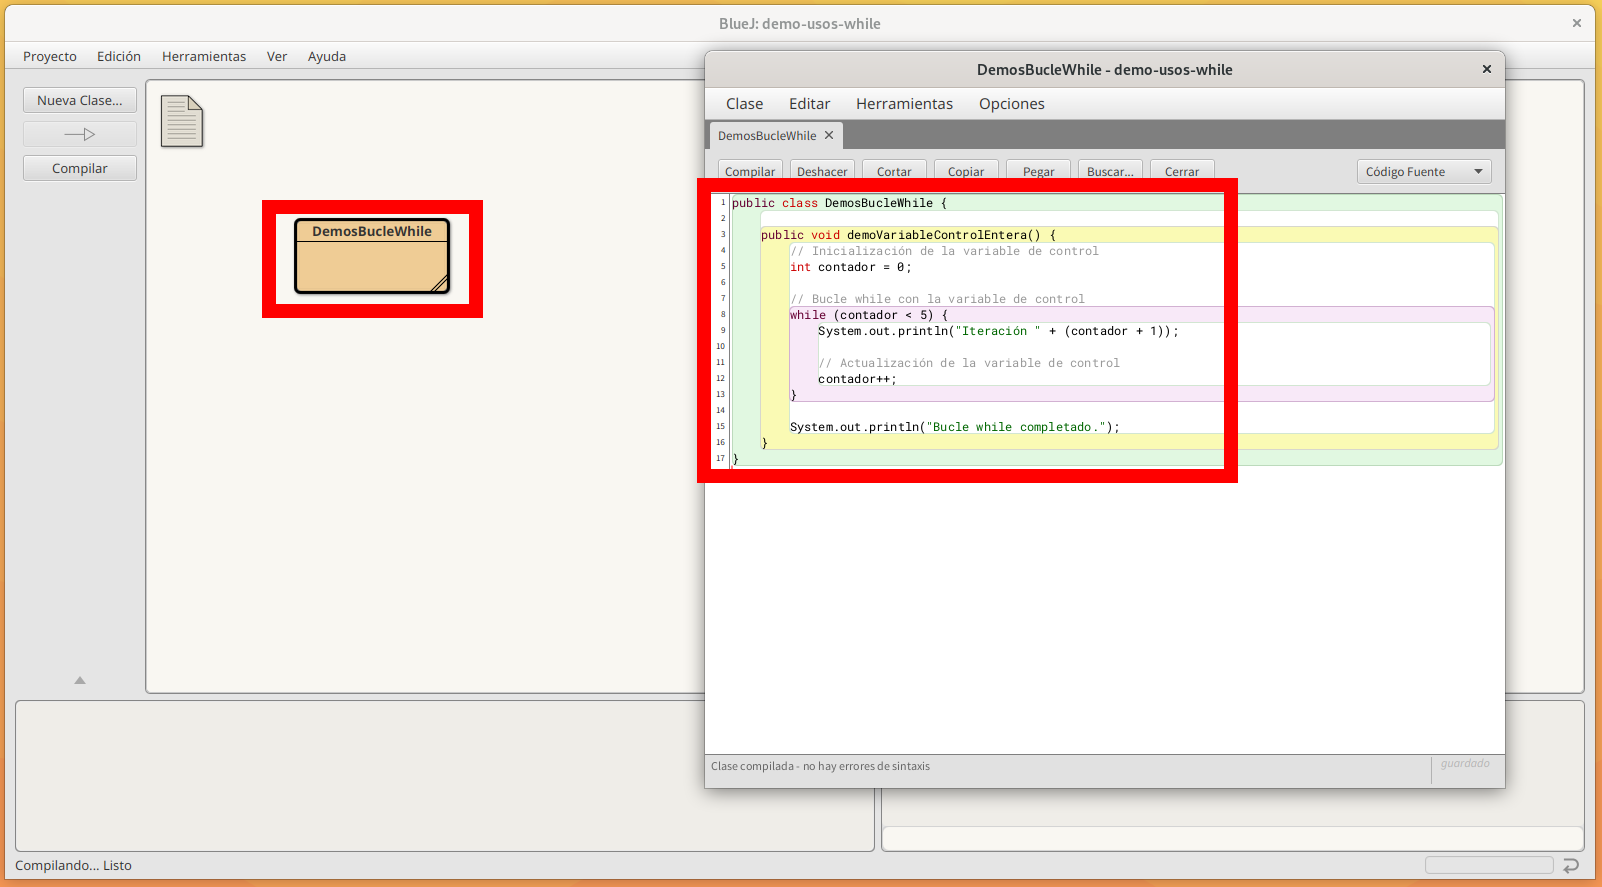 BlueJ: demo-usos-while
Proyecto Edición Herramientas Ver Ayuda
Nueva Clase...
Compilar
DemosBucleWhile
DemosBucleWhile - demo-usos-while
Clase Editar Herramientas Opciones
DemosBucleWhile
Compilar Deshacer Cortar Copiar Pegar Buscar... Cerrar Código Fuente
1 public class DemosBucleWhile {
2
3 public void demoVariableControlEntera() {
4 // Inicialización de la variable de control
5 int contador = 0;
6
7 // Bucle while con la variable de control
8 while (contador < 5) {
9 System.out.println("Iteración " + (contador + 1));
10
11 // Actualización de la variable de control
12 contador++;
13 }
14
15 System.out.println("Bucle while completado.");
16 }
17 }
Clase compilada - no hay errores de sintaxis
guardado
Compilando... Listo